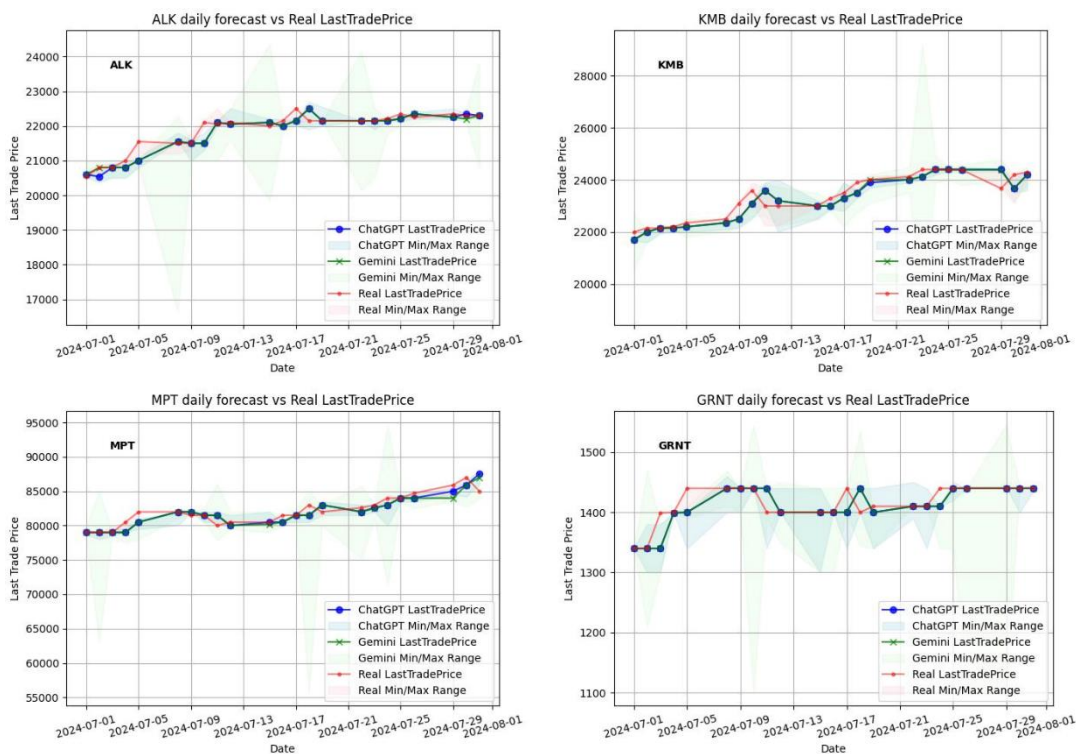 ALK daily forecast vs Real LastTradePrice
ALK
Last Trade Price
24000
23000
22000
21000
20000
19000
18000
17000
ChatGPT LastTradePrice
ChatGPT Min/Max Range
Gemini LastTradePrice
Gemini Min/Max Range
Real LastTradePrice
Real Min/Max Range
2024-07-01
2024-07-05
2024-07-09
2024-07-13
2024-07-17
2024-07-21
2024-07-25
2024-07-29
2024-08-01
Date
KMB daily forecast vs Real LastTradePrice
KMB
Last Trade Price
28000
26000
24000
22000
20000
ChatGPT LastTradePrice
ChatGPT Min/Max Range
Gemini LastTradePrice
Gemini Min/Max Range
Real LastTradePrice
Real Min/Max Range
2024-07-01
2024-07-05
2024-07-09
2024-07-13
2024-07-17
2024-07-21
2024-07-25
2024-07-29
2024-08-01
Date
MPT daily forecast vs Real LastTradePrice
MPT
Last Trade Price
95000
90000
85000
80000
75000
70000
65000
60000
55000
ChatGPT LastTradePrice
ChatGPT Min/Max Range
Gemini LastTradePrice
Gemini Min/Max Range
Real LastTradePrice
Real Min/Max Range
2024-07-01
2024-07-05
2024-07-09
2024-07-13
2024-07-17
2024-07-21
2024-07-25
2024-07-29
2024-08-01
Date
GRNT daily forecast vs Real LastTradePrice
GRNT
Last Trade Price
1500
1400
1300
1200
1100
ChatGPT LastTradePrice
ChatGPT Min/Max Range
Gemini LastTradePrice
Gemini Min/Max Range
Real LastTradePrice
Real Min/Max Range
2024-07-01
2024-07-05
2024-07-09
2024-07-13
2024-07-17
2024-07-21
2024-07-25
2024-07-29
2024-08-01
Date